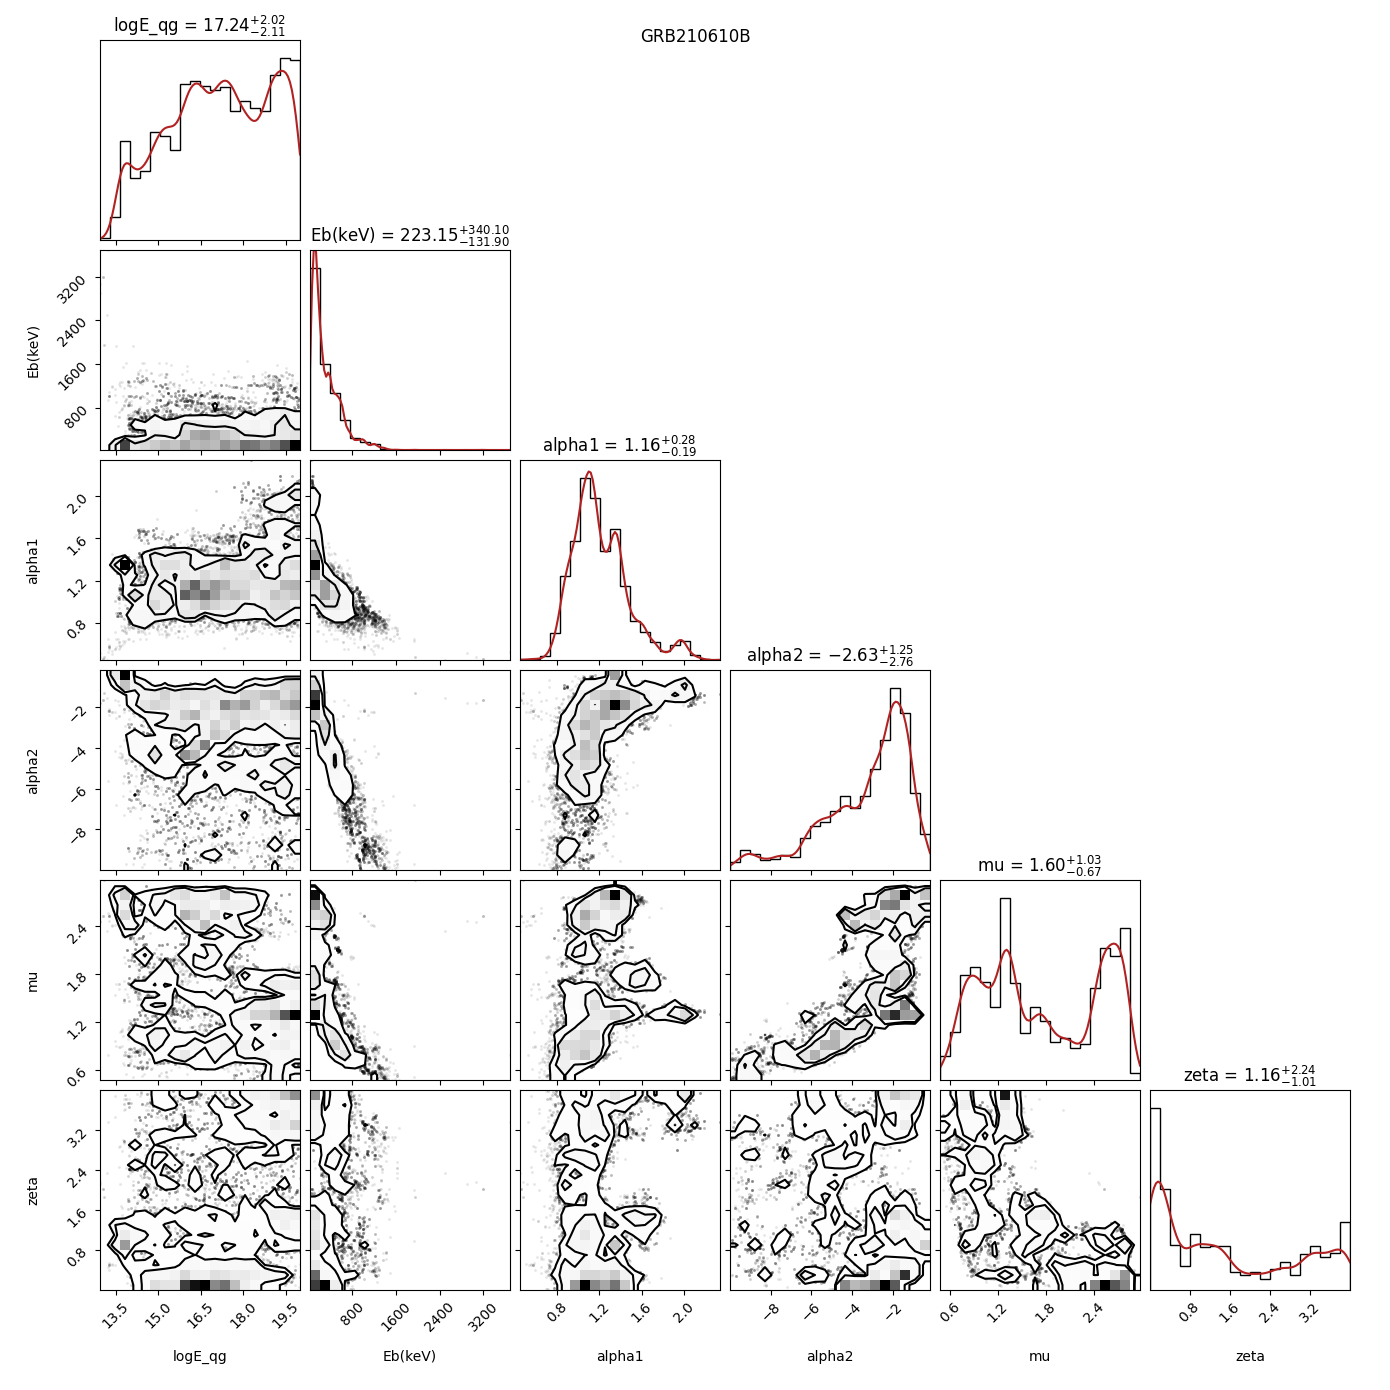 GRB210610B
logE_qg = 17.24^{+2.02}_{-2.11}
Eb(keV) = 223.15^{+340.10}_{-131.90}
3200
2400
1600
800
Eb(keV)
alpha1 = 1.16^{+0.28}_{-0.19}
2.0
1.6
1.2
0.8
alpha1
alpha2 = −2.63^{+1.25}_{-2.76}
−2
−4
−6
−8
alpha2
mu = 1.60^{+1.03}_{-0.67}
2.4
1.8
1.2
0.6
mu
zeta = 1.16^{+2.24}_{-1.01}
3.2
2.4
1.6
0.8
zeta
13.5 15.0 16.5 18.0 19.5 800 1600 2400 3200 0.8 1.2 1.6 2.0 −8 −6 −4 −2 0.6 1.2 1.8 2.4 0.8 1.6 2.4 3.2
logE_qg Eb(keV) alpha1 alpha2 mu zeta